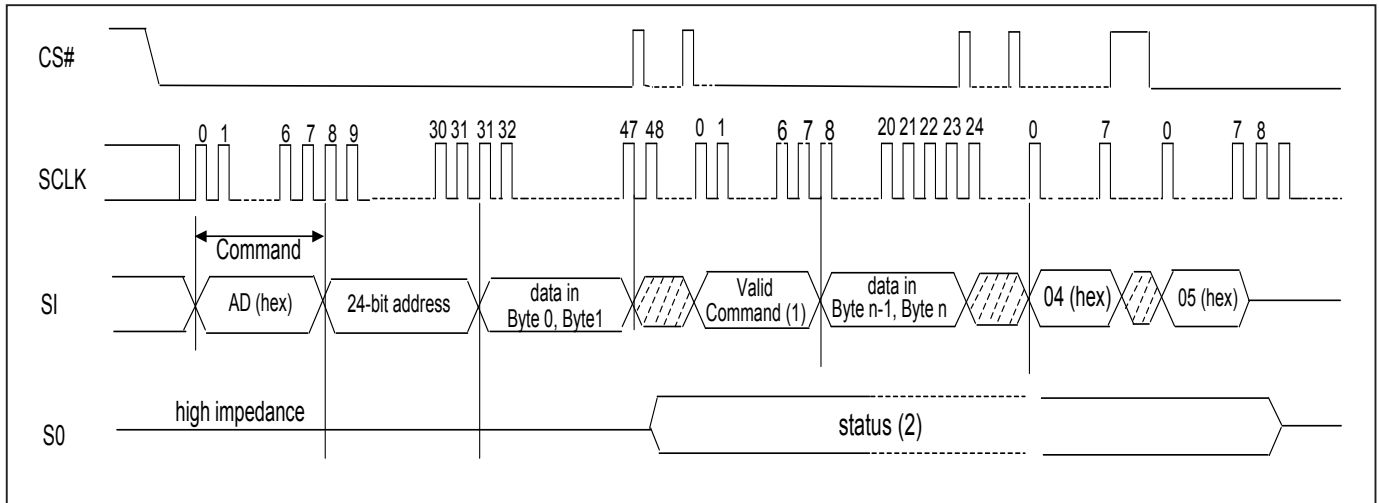 CS#
0 1 6 7 8 9 30 31 31 32 47 48 0 1 6 7 8 20 21 22 23 24 0 7 0 7 8
SCLK
Command
SI
AD (hex)
24-bit address
data in
Byte 0, Byte1
Valid
Command (1)
data in
Byte n-1, Byte n
04 (hex)
05 (hex)
high impedance
S0
status (2)